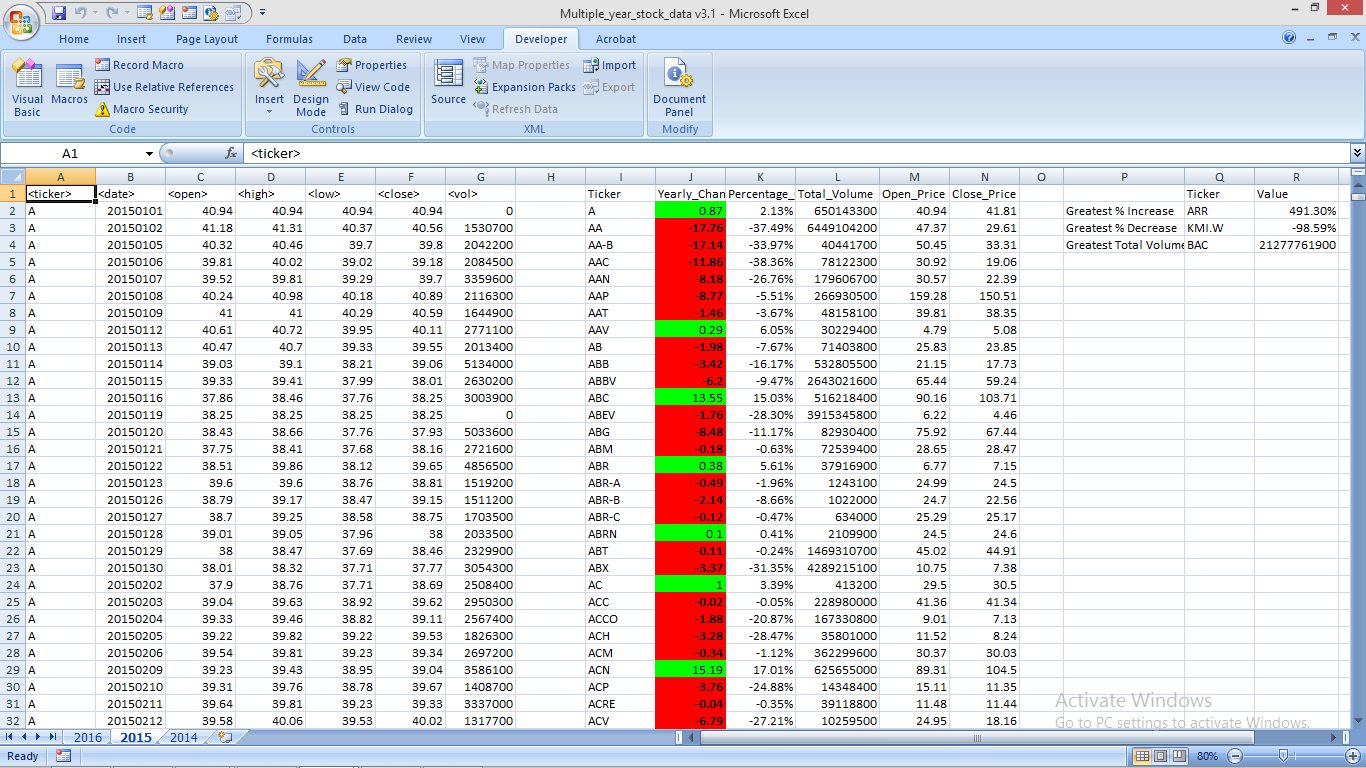 Multiple_year_stock_data v3.1 - Microsoft Excel
Home Insert Page Layout Formulas Data Review View Developer Acrobat
Visual Basic Macros Record Macro Use Relative References Macro Security Code
Insert Design Mode Properties View Code Run Dialog Controls
Source Map Properties Expansion Packs Refresh Data Import Export XML
Document Panel Modify
A1 fx <ticker>
A B C D E F G H I J K L M N O P Q R
1 <ticker> <date> <open> <high> <low> <close> <vol> Ticker Yearly_Chan Percentage_ Total_Volume Open_Price Close_Price Ticker Value
2 A 20150101 40.94 40.94 40.94 40.94 0 A 0.87 2.13% 650143300 40.94 41.81 Greatest % Increase ARR 491.30%
3 A 20150102 41.18 41.31 40.37 40.56 1530700 AA -17.76 -37.49% 6449104200 47.37 29.61 Greatest % Decrease KMI.W -98.59%
4 A 20150105 40.32 40.46 39.7 39.8 2042200 AA-B -17.14 -33.97% 40441700 50.45 33.31 Greatest Total Volume BAC 21277761900
5 A 20150106 39.81 40.02 39.02 39.18 2084500 AAC -11.86 -38.36% 78122300 30.92 19.06
6 A 20150107 39.52 39.81 39.29 39.7 3359600 AAN -8.18 -26.76% 179606700 30.57 22.39
7 A 20150108 40.24 40.98 40.18 40.89 2116300 AAP -8.77 -5.51% 266930500 159.28 150.51
8 A 20150109 41 41 40.29 40.59 1644900 AAT -1.46 -3.67% 48158100 39.81 38.35
9 A 20150112 40.61 40.72 39.95 40.11 2771100 AAV 0.29 6.05% 30229400 4.79 5.08
10 A 20150113 40.47 40.7 39.33 39.55 2013400 AB -1.98 -7.67% 71403800 25.83 23.85
11 A 20150114 39.03 39.1 38.21 39.06 5134000 ABB -3.42 -16.17% 532805500 21.15 17.73
12 A 20150115 39.33 39.41 37.99 38.01 2630200 ABBV -6.2 -9.47% 2643021600 65.44 59.24
13 A 20150116 37.86 38.46 37.76 38.25 3003900 ABC 13.55 15.03% 516218400 90.16 103.71
14 A 20150119 38.25 38.25 38.25 38.25 0 ABEV -1.76 -28.30% 3915345800 6.22 4.46
15 A 20150120 38.43 38.66 37.76 37.93 5033600 ABG -8.48 -11.17% 82930400 75.92 67.44
16 A 20150121 37.75 38.41 37.68 38.16 2721600 ABM -0.18 -0.63% 72539400 28.65 28.47
17 A 20150122 38.51 39.86 38.12 39.65 4856500 ABR 0.38 5.61% 37916900 6.77 7.15
18 A 20150123 39.6 39.6 38.76 38.81 1519200 ABR-A -0.49 -1.96% 1243100 24.99 24.5
19 A 20150126 38.79 39.17 38.47 39.15 1511200 ABR-B -2.14 -8.66% 1022000 24.7 22.56
20 A 20150127 38.7 39.25 38.58 38.75 1703500 ABR-C -0.12 -0.47% 634000 25.29 25.17
21 A 20150128 39.01 39.05 37.96 38 2033500 ABRN 0.1 0.41% 2109900 24.5 24.6
22 A 20150129 38 38.47 37.69 38.46 2329900 ABT -0.11 -0.24% 1469310700 45.02 44.91
23 A 20150130 38.01 38.32 37.71 37.77 3054300 ABX -3.37 -31.35% 4289215100 10.75 7.38
24 A 20150202 37.9 38.76 37.71 38.69 2508400 AC 1 3.39% 413200 29.5 30.5
25 A 20150203 39.04 39.63 38.92 39.62 2950300 ACC -0.02 -0.05% 228980000 41.36 41.34
26 A 20150204 39.33 39.46 38.82 39.11 2567400 ACCO -1.88 -20.87% 167330800 9.01 7.13
27 A 20150205 39.22 39.82 39.22 39.53 1826300 ACH -3.28 -28.47% 35801000 11.52 8.24
28 A 20150206 39.54 39.81 39.23 39.34 2697200 ACM -0.34 -1.12% 362299600 30.37 30.03
29 A 20150209 39.23 39.43 38.95 39.04 3586100 ACN 15.19 17.01% 625655000 89.31 104.5
30 A 20150210 39.31 39.76 38.78 39.67 1408700 ACP -3.76 -24.88% 14348400 15.11 11.35
31 A 20150211 39.64 39.81 39.23 39.33 3337000 ACRE -0.04 -0.35% 39118800 11.48 11.44
32 A 20150212 39.58 40.06 39.53 40.02 1317700 ACV -6.79 -27.21% 10259500 24.95 18.16
Activate Windows
Go to PC settings to activate Windows.
2016 2015 2014
Ready 80%